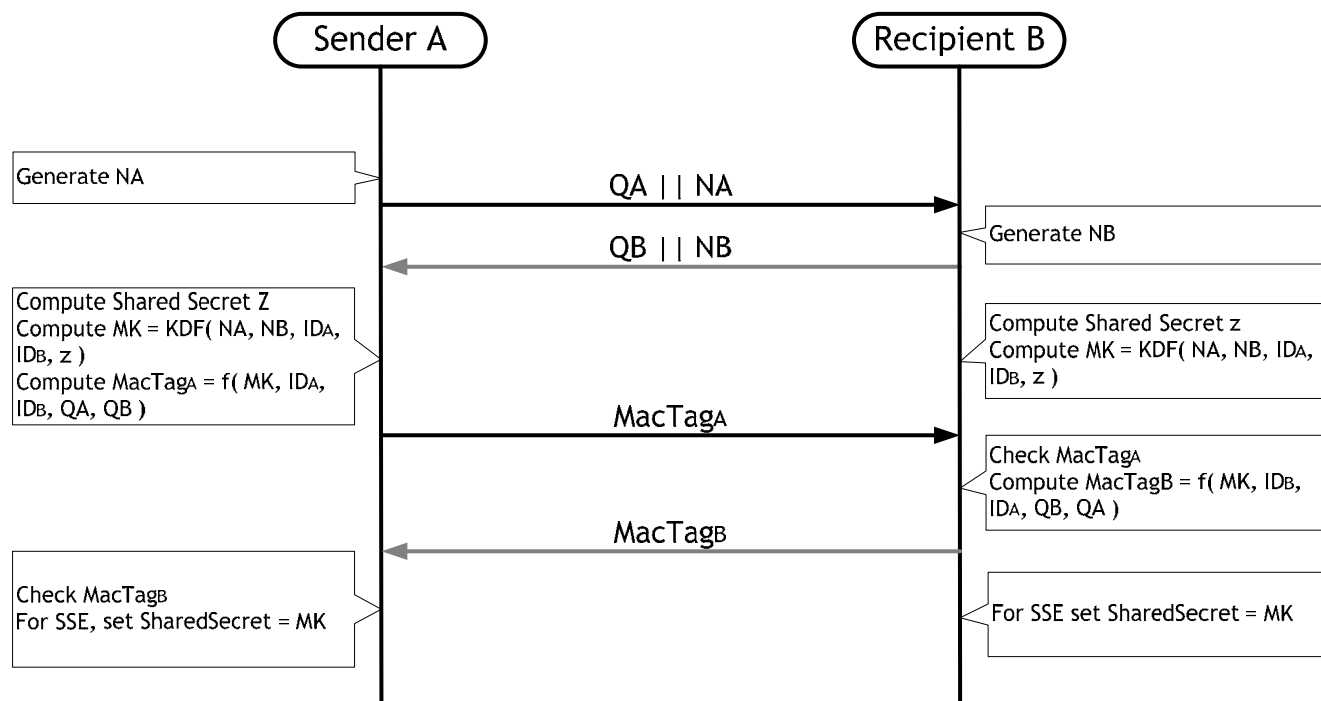 Sender A
Recipient B
Generate NA
QA || NA
Generate NB
QB || NB
Compute Shared Secret Z
Compute MK = KDF( NA, NB, IDA,
IDB, z )
Compute MacTagA = f( MK, IDA,
IDB, QA, QB )
Compute Shared Secret z
Compute MK = KDF( NA, NB, IDA,
IDB, z )
MacTagA
Check MacTagA
Compute MacTagB = f( MK, IDB,
IDA, QB, QA )
MacTagB
Check MacTagB
For SSE, set SharedSecret = MK
For SSE set SharedSecret = MK